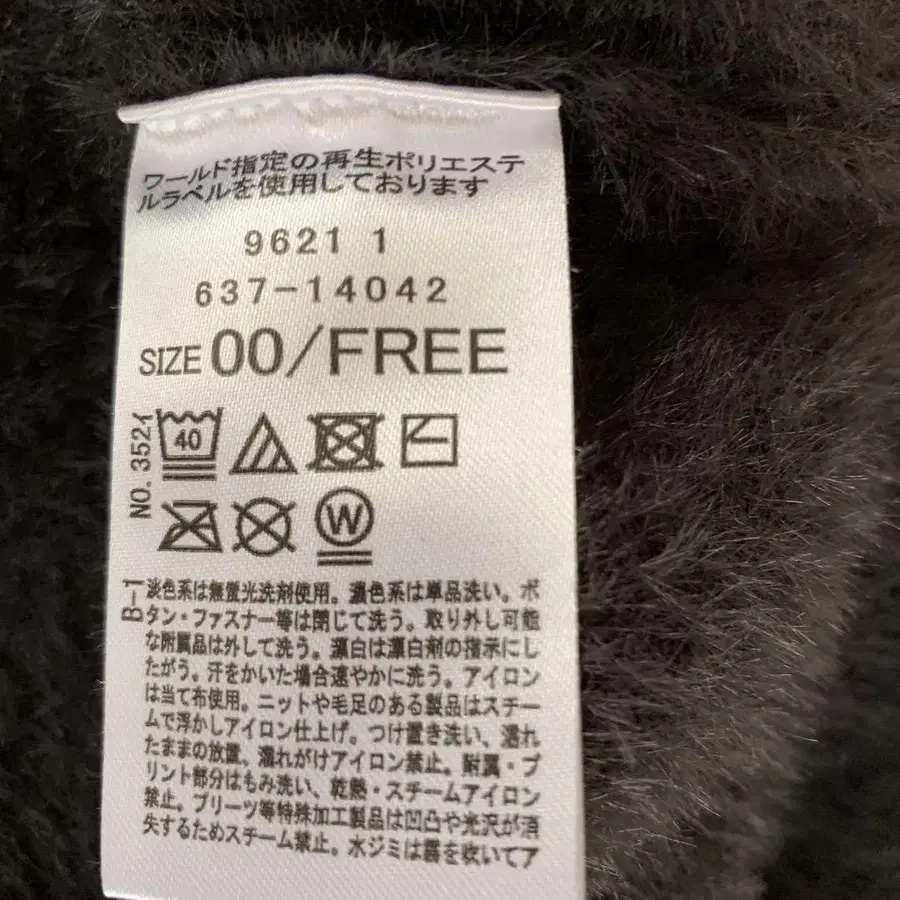 ワールド指定の再生ポリエステ
ルラベルを使用しております
9621 1
637-14042
SIZE 00/FREE
NO. 352イ
40
W
B-1
淡色系は無蛍光洗剤使用。濃色系は単品洗い。ボ
タン・ファスナー等は閉じて洗う。取り外し可能
な附属品は外して洗う。漂白は漂白剤の指示にし
たがう。汗をかいた場合速やかに洗う。アイロン
は当て布使用。ニットや毛足のある製品はスチー
ムで浮かしアイロン仕上げ。つけ置き洗い、濡れ
たままの放置、濡れがけアイロン禁止。附属・プ
リント部分はもみ洗い、乾熱・スチームアイロン
禁止。プリーツ等特殊加工製品は凹凸や光沢が消
失するためスチーム禁止。水ジミは霧を吹いてア